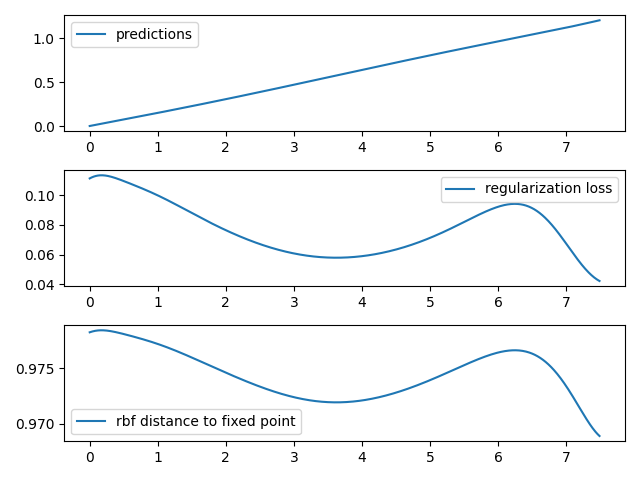 predictions
1.0
0.5
0.0
0 1 2 3 4 5 6 7
regularization loss
0.10
0.08
0.06
0.04
0 1 2 3 4 5 6 7
0.975
0.970
rbf distance to fixed point
0 1 2 3 4 5 6 7